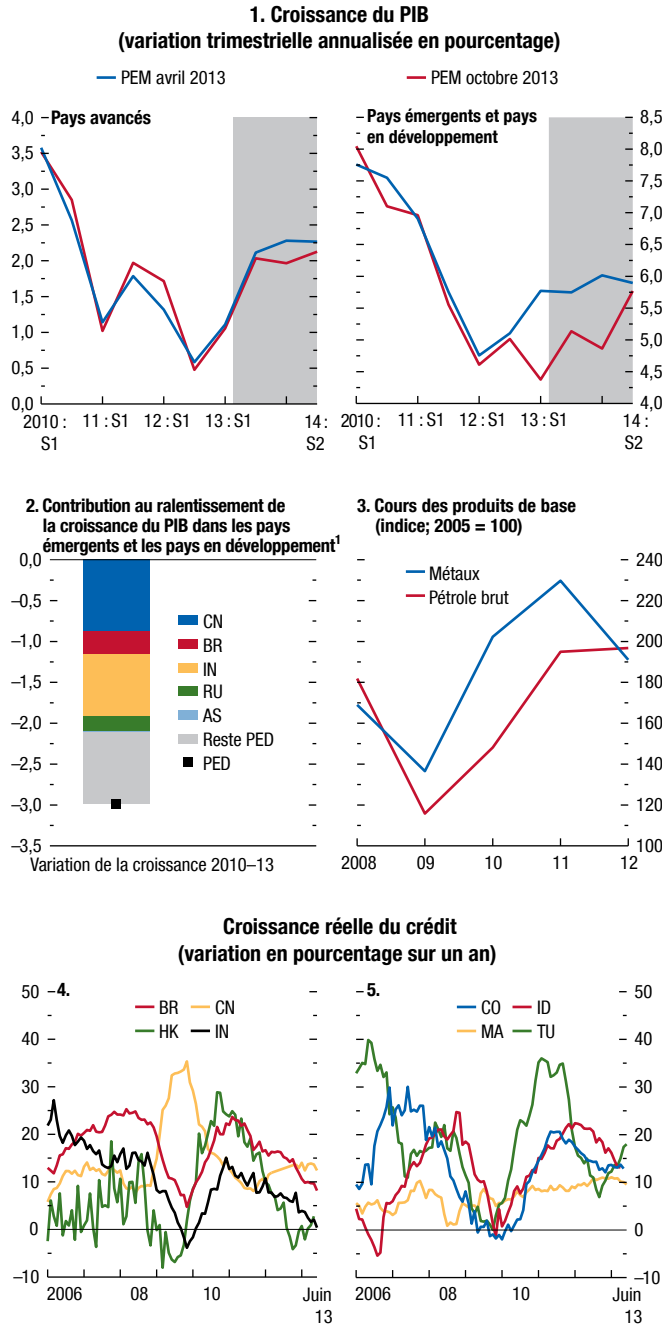 1. Croissance du PIB
(variation trimestrielle annualisée en pourcentage)
PEM avril 2013
PEM octobre 2013
Pays avancés
4,0
3,5
3,0
2,5
2,0
1,5
1,0
0,5
0,0
2010 : S1
11 : S1
12 : S1
13 : S1
Pays émergents et pays
en développement
8,5
8,0
7,5
7,0
6,5
6,0
5,5
5,0
4,5
4,0
2010 : S1
11 : S1
12 : S1
13 : S1
14 : S2
2. Contribution au ralentissement de
la croissance du PIB dans les pays
émergents et les pays en développement¹
0,0
–0,5
–1,0
–1,5
–2,0
–2,5
–3,0
–3,5
CN
BR
IN
RU
AS
Reste PED
PED
Variation de la croissance 2010–13
3. Cours des produits de base
(indice; 2005 = 100)
Métaux
Pétrole brut
240
220
200
180
160
140
120
100
2008
09
10
11
12
Croissance réelle du crédit
(variation en pourcentage sur un an)
4.
BR
CN
HK
IN
50
40
30
20
10
0
–10
2006
08
10
Juin
13
5.
CO
ID
MA
TU
50
40
30
20
10
0
–10
2006
08
10
Juin
13